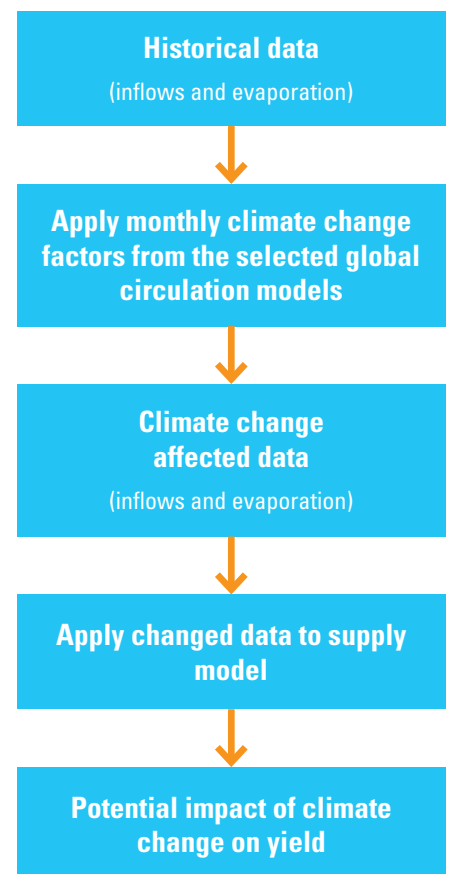 Historical data
(inflows and evaporation)
Apply monthly climate change
factors from the selected global
circulation models
Climate change
affected data
(inflows and evaporation)
Apply changed data to supply
model
Potential impact of climate
change on yield